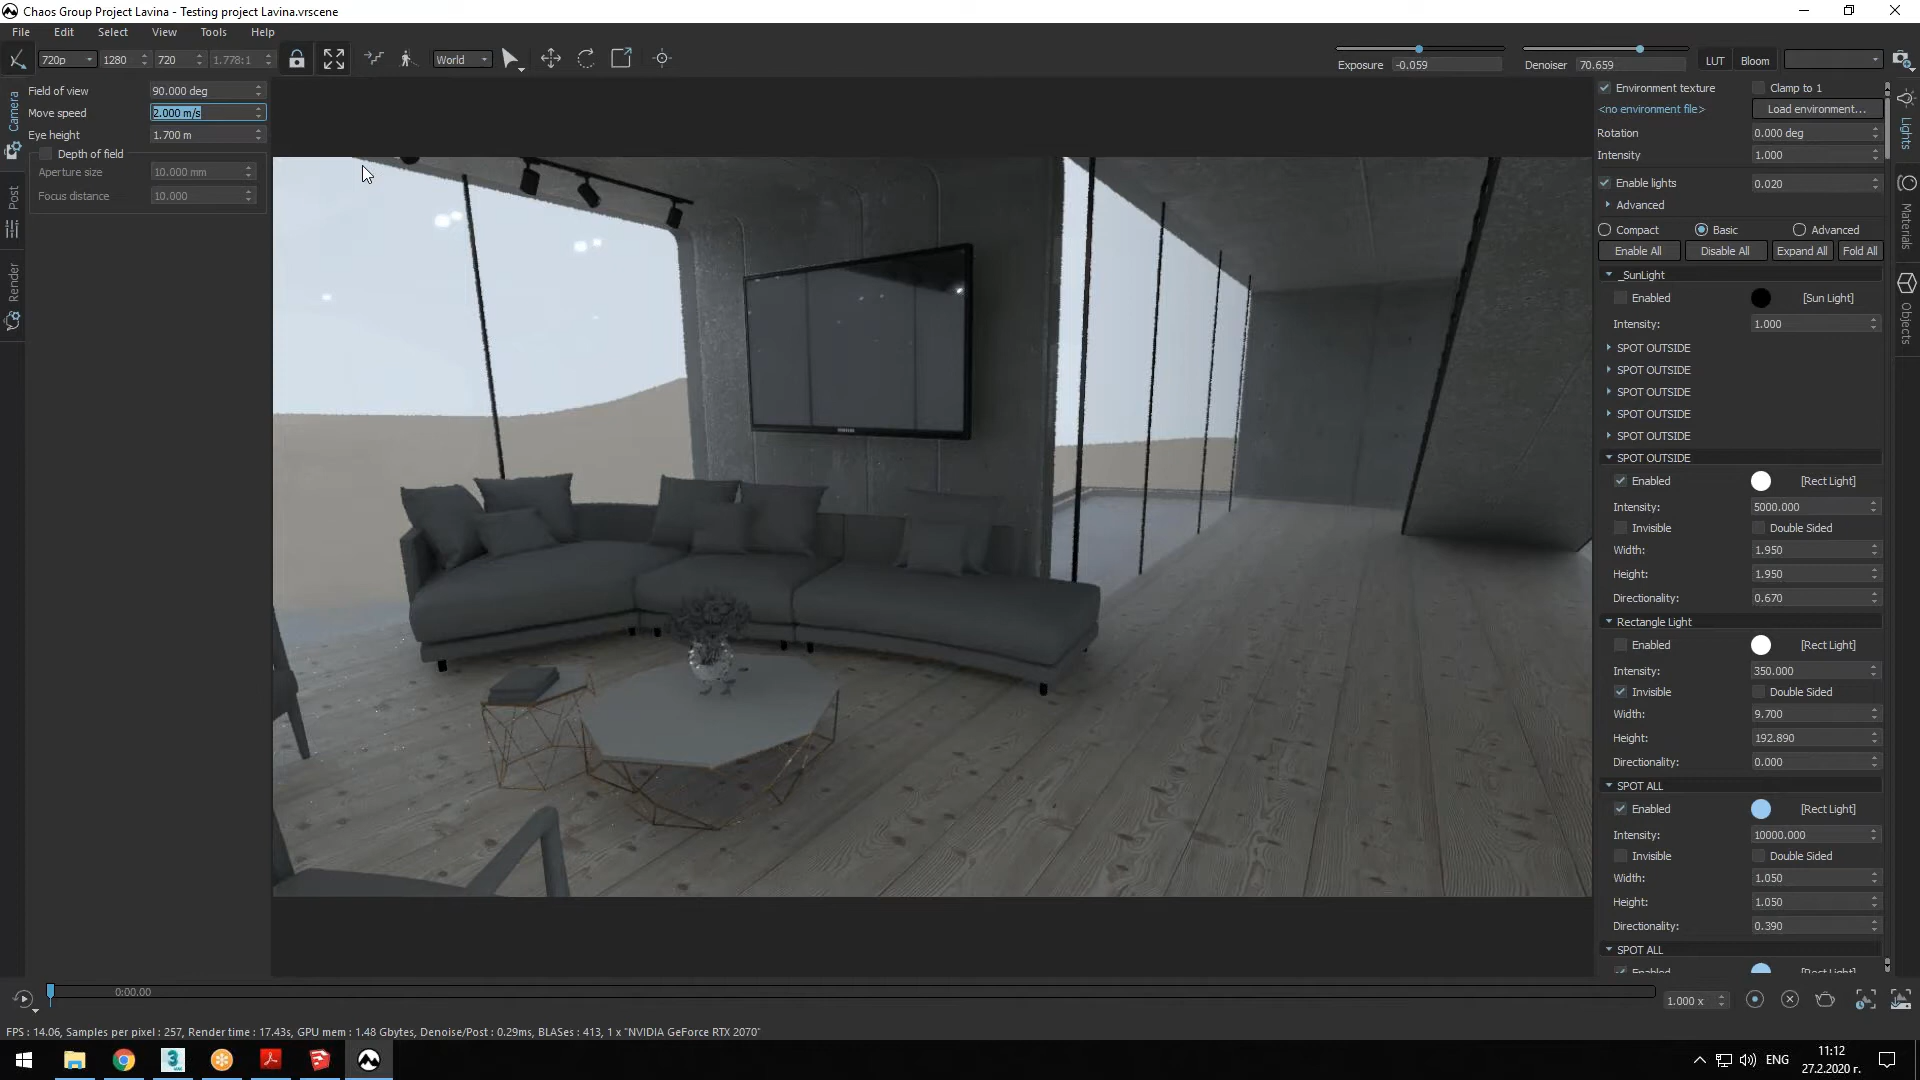 Chaos Group Project Lavina - Testing project Lavina.vrscene
File Edit Select View Tools Help
720p 1280 720 1.778:1 World
Exposure -0.059 Denoiser 70.659 LUT Bloom
Camera
Post
Render
Field of view 90.000 deg
Move speed 2.000 m/s
Eye height 1.700 m
Depth of field
Aperture size 10.000 mm
Focus distance 10.000
SAMSUNG
Environment texture Clamp to 1
<no environment file> Load environment...
Rotation 0.000 deg
Intensity 1.000
Enable lights 0.020
Advanced
Compact Basic Advanced
Enable All Disable All Expand All Fold All
_SunLight
Enabled [Sun Light]
Intensity: 1.000
SPOT OUTSIDE
SPOT OUTSIDE
SPOT OUTSIDE
SPOT OUTSIDE
SPOT OUTSIDE
SPOT OUTSIDE
Enabled [Rect Light]
Intensity: 5000.000
Invisible Double Sided
Width: 1.950
Height: 1.950
Directionality: 0.670
Rectangle Light
Enabled [Rect Light]
Intensity: 350.000
Invisible Double Sided
Width: 9.700
Height: 192.890
Directionality: 0.000
SPOT ALL
Enabled [Rect Light]
Intensity: 10000.000
Invisible Double Sided
Width: 1.050
Height: 1.050
Directionality: 0.390
SPOT ALL
Enabled [Rect Light]
Lights
Materials
Objects
0:00.00 1.000 x
FPS : 14.06, Samples per pixel : 257, Render time : 17.43s, GPU mem : 1.48 Gbytes, Denoise/Post : 0.29ms, BLASes : 413, 1 x "NVIDIA GeForce RTX 2070"
3
ENG 11:12
27.2.2020 г.